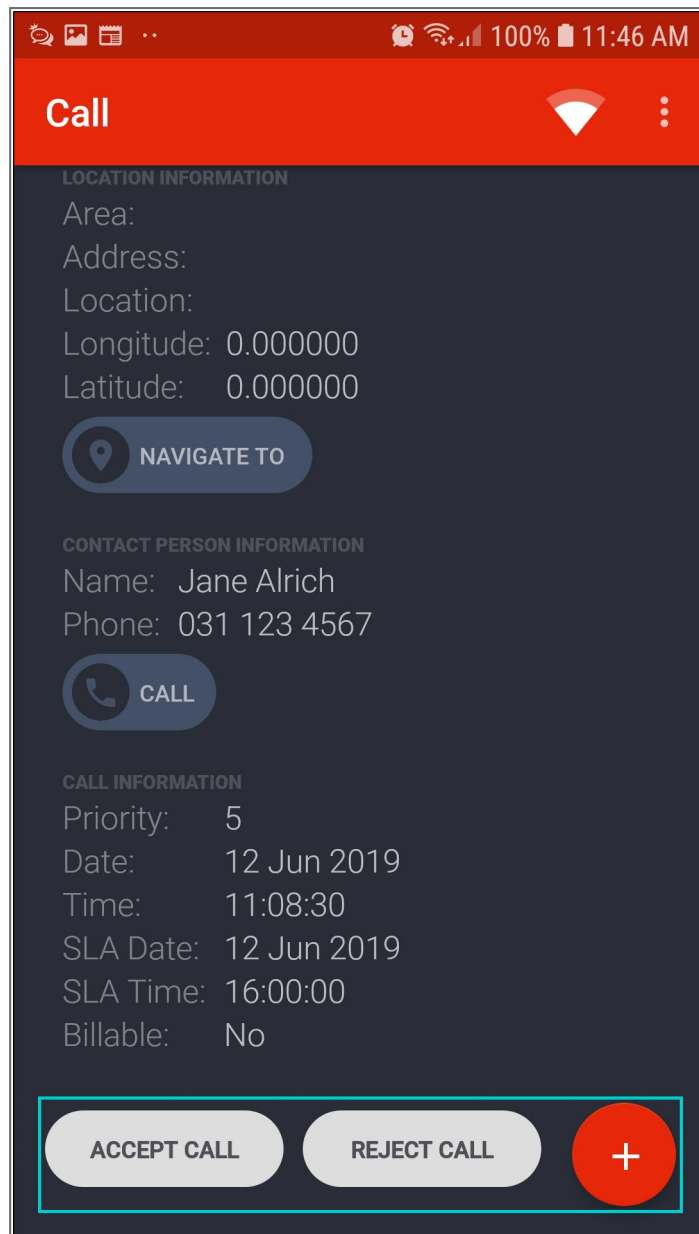 100% 11:46 AM
Call
LOCATION INFORMATION
Area:
Address:
Location:
Longitude: 0.000000
Latitude: 0.000000
NAVIGATE TO
CONTACT PERSON INFORMATION
Name: Jane Alrich
Phone: 031 123 4567
CALL
CALL INFORMATION
Priority: 5
Date: 12 Jun 2019
Time: 11:08:30
SLA Date: 12 Jun 2019
SLA Time: 16:00:00
Billable: No
ACCEPT CALL REJECT CALL +